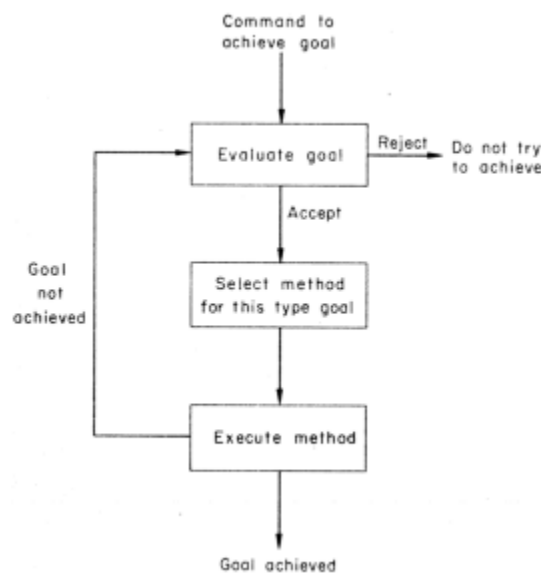 Command to
achieve goal
Evaluate goal
Reject
Do not try
to achieve
Accept
Goal
not
achieved
Select method
for this type goal
Execute method
Goal achieved